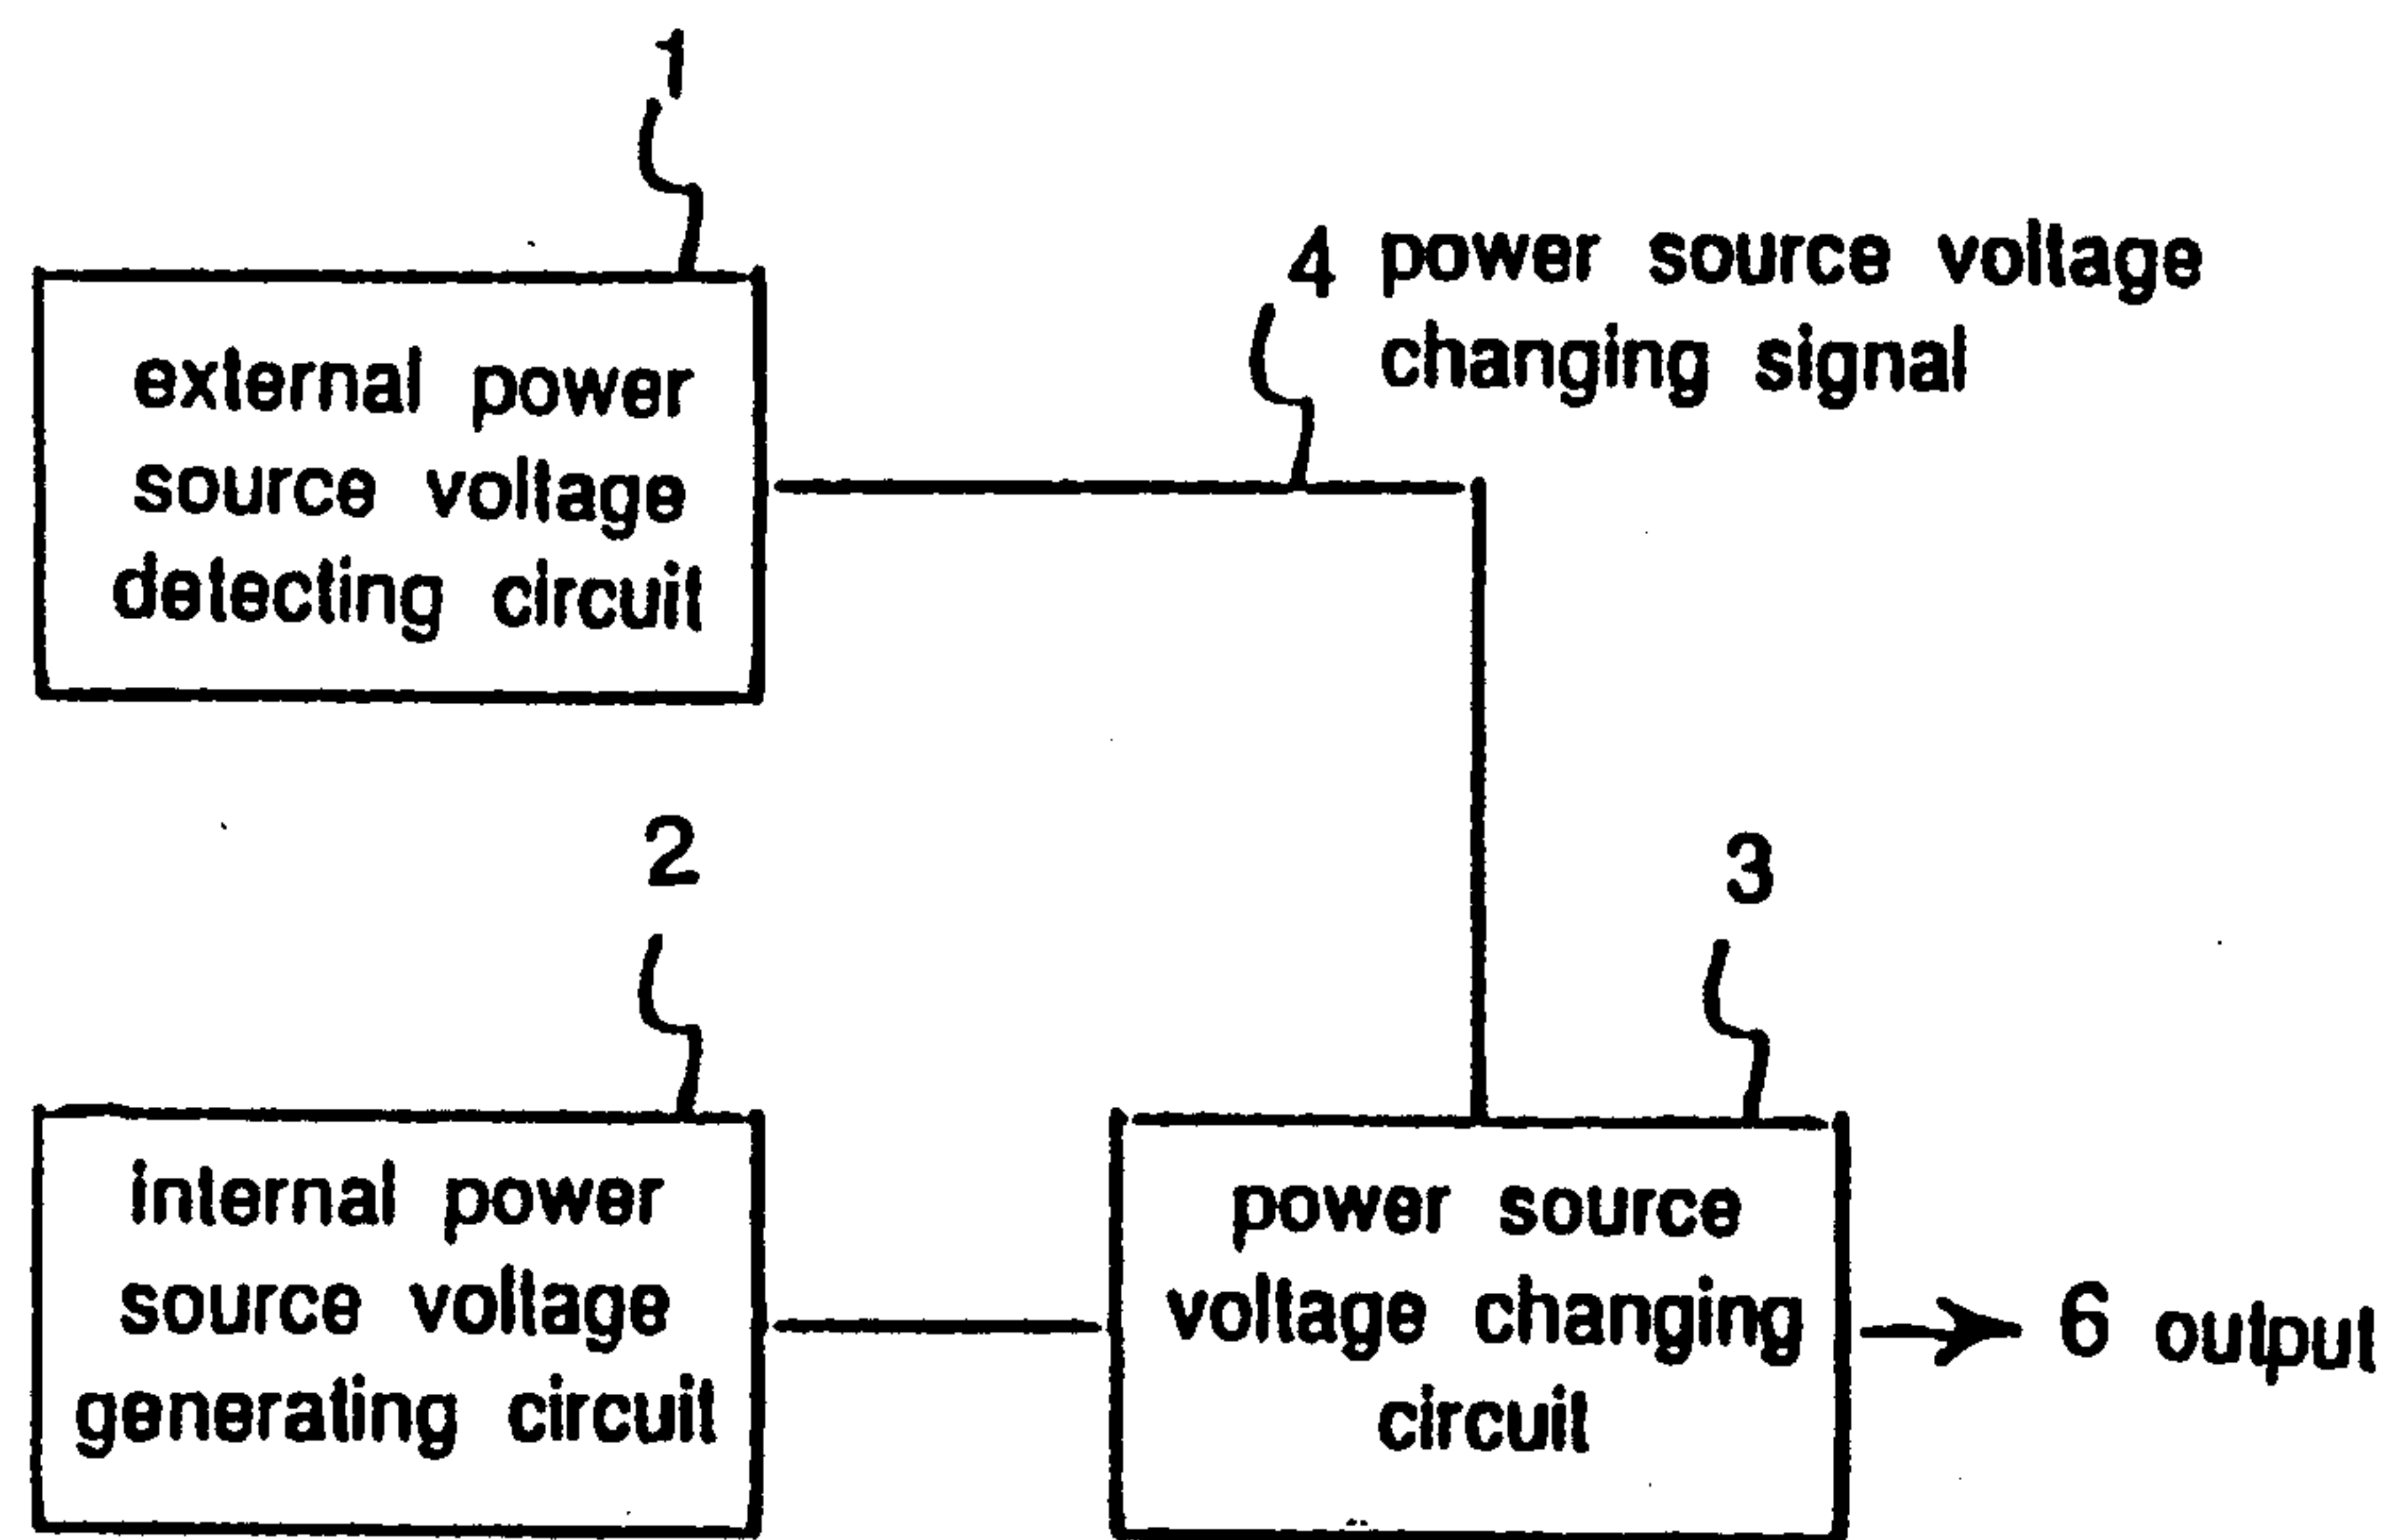 1
external power
source voltage
detecting circuit
4 power source voltage
changing signal
2
internal power
source voltage
generating circuit
3
power source
voltage changing
circuit
6 output